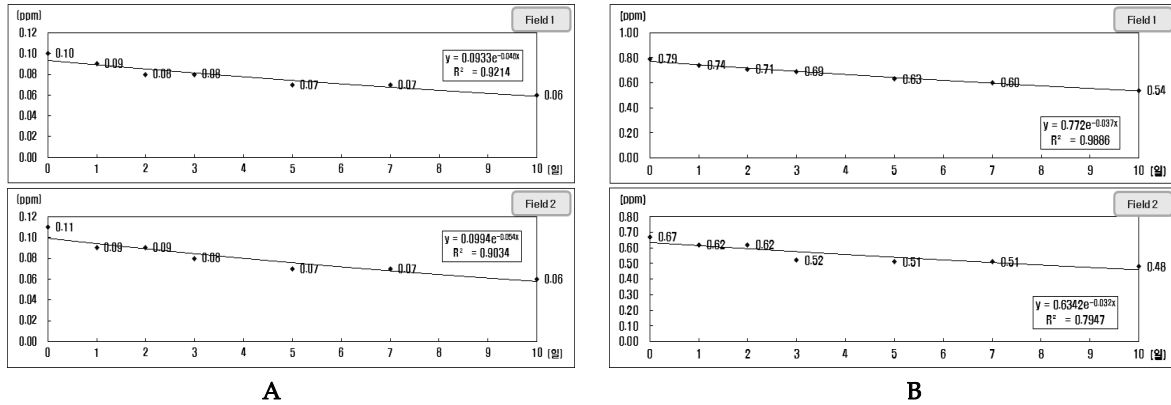 (ppm)
Field 1
0.12
0.10
0.08
0.06
0.04
0.02
0.00
0.10
0.09
0.08
0.08
0.07
0.07
0.06
y = 0.0933e-0.046x
R² = 0.9214
0 1 2 3 4 5 6 7 8 9 10 [일]
(ppm)
Field 2
0.12
0.10
0.08
0.06
0.04
0.02
0.00
0.11
0.09
0.09
0.08
0.07
0.07
0.06
y = 0.0994e-0.054x
R² = 0.9034
0 1 2 3 4 5 6 7 8 9 10 [일]
A
[ppm]
Field 1
1.00
0.80
0.60
0.40
0.20
0.00
0.79
0.74
0.71
0.69
0.63
0.60
0.54
y = 0.772e-0.037x
R² = 0.9886
0 1 2 3 4 5 6 7 8 9 10 [일]
[ppm]
Field 2
0.80
0.70
0.60
0.50
0.40
0.30
0.20
0.10
0.00
0.67
0.62
0.62
0.52
0.51
0.51
0.48
y = 0.6342e-0.032x
R² = 0.7947
0 1 2 3 4 5 6 7 8 9 10 [일]
B